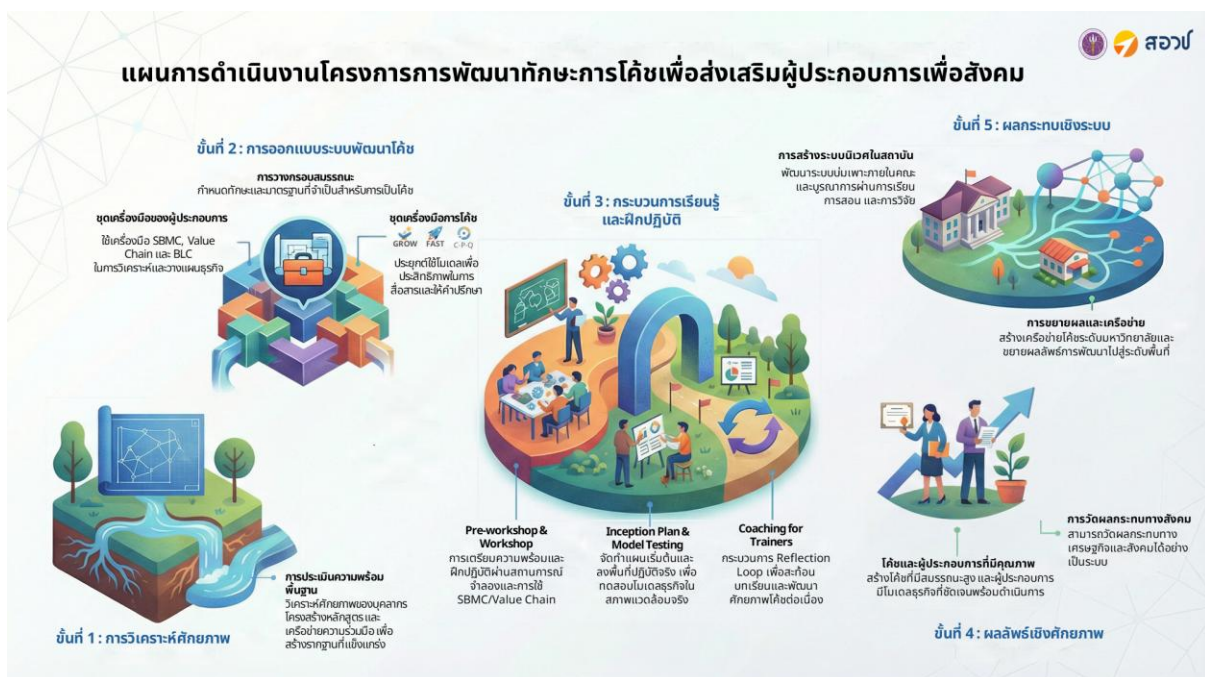 สอวช
แผนการดำเนินงานโครงการการพัฒนาทักษะการโค้ชเพื่อส่งเสริมผู้ประกอบการเพื่อสังคม
ขั้นที่ 2 : การออกแบบระบบพัฒนาโค้ช
การวางกรอบสมรรถนะ
กำหนดทักษะและมาตรฐานที่จำเป็นสำหรับการเป็นโค้ช
ชุดเครื่องมือของผู้ประกอบการ
ใช้เครื่องมือ SBMC, Value
Chain และ BLC
ในการวิเคราะห์และวางแผนธุรกิจ
ชุดเครื่องมือการโค้ช
GROW FAST C-P-Q
ประยุกต์ใช้โมเดลเพื่อ
ประสิทธิภาพในการ
สื่อสารและให้คำปรึกษา
ขั้นที่ 1 : การวิเคราะห์ศักยภาพ
การประเมินความพร้อม
พื้นฐาน
วิเคราะห์ศักยภาพของบุคลากร
โครงสร้างหลักสูตร และ
เครือข่ายความร่วมมือ เพื่อ
สร้างรากฐานที่แข็งแกร่ง
ขั้นที่ 3 : กระบวนการเรียนรู้
และฝึกปฏิบัติ
Pre-workshop &
Workshop
การเตรียมความพร้อมและ
ฝึกปฏิบัติผ่านสถานการณ์
จำลองและการใช้
SBMC/Value Chain
Inception Plan &
Model Testing
จัดทำแผนเริ่มต้นและ
ลงพื้นที่ปฏิบัติจริง เพื่อ
ทดสอบโมเดลธุรกิจใน
สภาพแวดล้อมจริง
Coaching for
Trainers
กระบวนการ Reflection
Loop เพื่อสะท้อน
บทเรียนและพัฒนา
ศักยภาพโค้ชต่อเนื่อง
ขั้นที่ 5 : ผลกระทบเชิงระบบ
การสร้างระบบนิเวศในสถาบัน
พัฒนาระบบบ่มเพาะภายในคณะ
และบูรณาการผ่านการเรียน
การสอน และการวิจัย
การขยายผลและเครือข่าย
สร้างเครือข่ายโค้ชระดับมหาวิทยาลัยและ
ขยายผลลัพธ์การพัฒนาไปสู่ระดับพื้นที่
โค้ชและผู้ประกอบการที่มีคุณภาพ
สร้างโค้ชที่มีสมรรถนะสูง และผู้ประกอบการ
มีโมเดลธุรกิจที่ชัดเจนพร้อมดำเนินการ
การวัดผลกระทบทางสังคม
สามารถวัดผลกระทบทาง
เศรษฐกิจและสังคมได้อย่าง
เป็นระบบ
ขั้นที่ 4 : ผลลัพธ์เชิงศักยภาพ